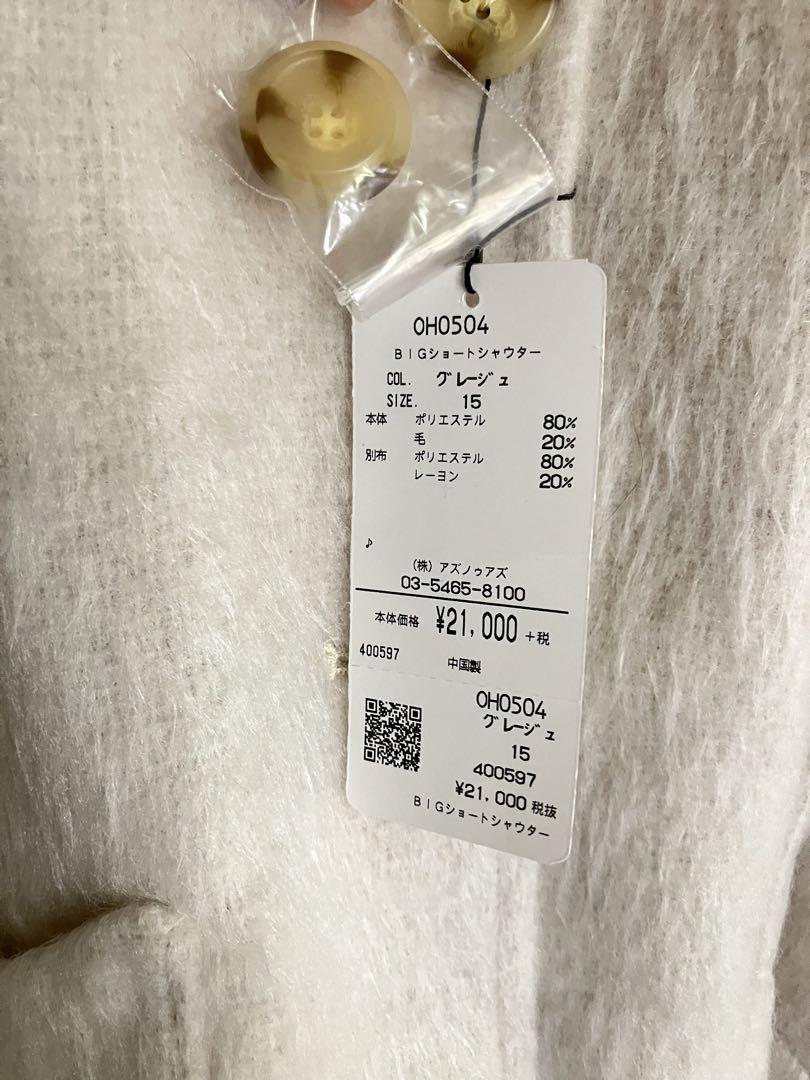 OH0504
BIGショートシャウター
COL. グレージュ
SIZE. 15
本体 ポリエステル 80%
毛 20%
別布 ポリエステル 80%
レーヨン 20%
♪
(株) アズノゥアズ
03-5465-8100
本体価格 ¥21,000 +税
400597 中国製
OH0504
グレージュ
15
400597
¥21,000 税抜
BIGショートシャウター